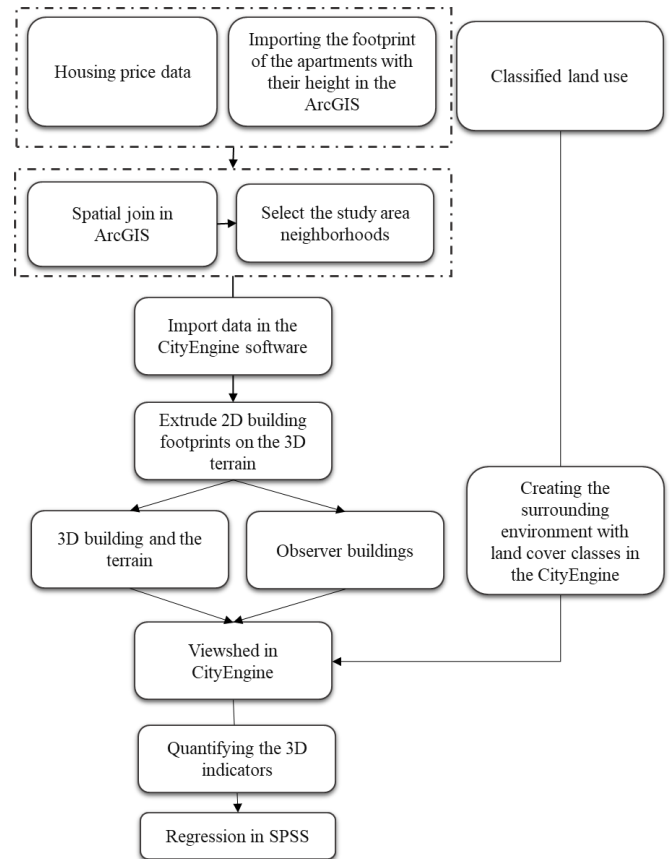 Housing price data
Importing the footprint
of the apartments with
their height in the
ArcGIS
Classified land use
Spatial join in
ArcGIS
Select the study area
neighborhoods
Import data in the
CityEngine software
Extrude 2D building
footprints on the 3D
terrain
3D building and the
terrain
Observer buildings
Creating the
surrounding
environment with
land cover classes in
the CityEngine
Viewshed in
CityEngine
Quantifying the 3D
indicators
Regression in SPSS